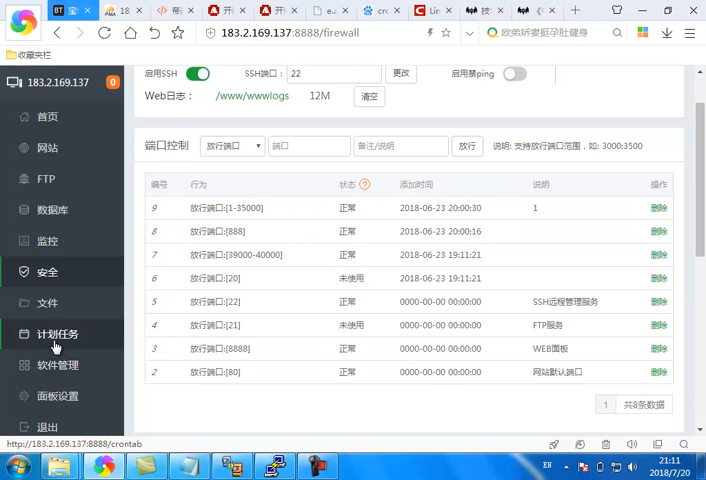 宝
18
帝
开
开
e.a
cro
Lin
技
《
183.2.169.137:8888/firewall
欧弟娇妻挺孕肚健身
收藏夹栏
183.2.169.137
0
首页
网站
FTP
数据库
监控
安全
文件
计划任务
软件管理
面板设置
退出
启用SSH
SSH端口：
22
更改
启用禁ping
Web日志：
/www/wwwlogs
12M
清空
端口控制
放行端口
端口
备注/说明
放行
说明: 支持放行端口范围，如: 3000:3500
编号 行为 状态 ? 添加时间 说明 操作
9 放行端口:[1-35000] 正常 2018-06-23 20:00:30 1 删除
8 放行端口:[888] 正常 2018-06-23 20:00:16 删除
7 放行端口:[39000-40000] 正常 2018-06-23 19:11:21 删除
6 放行端口:[20] 未使用 2018-06-23 19:11:21 删除
5 放行端口:[22] 正常 0000-00-00 00:00:00 SSH远程管理服务 删除
4 放行端口:[21] 未使用 0000-00-00 00:00:00 FTP服务 删除
3 放行端口:[8888] 正常 0000-00-00 00:00:00 WEB面板 删除
2 放行端口:[80] 正常 0000-00-00 00:00:00 网站默认端口 删除
1 共8条数据
http://183.2.169.137:8888/crontab
EN
21:11
2018/7/20